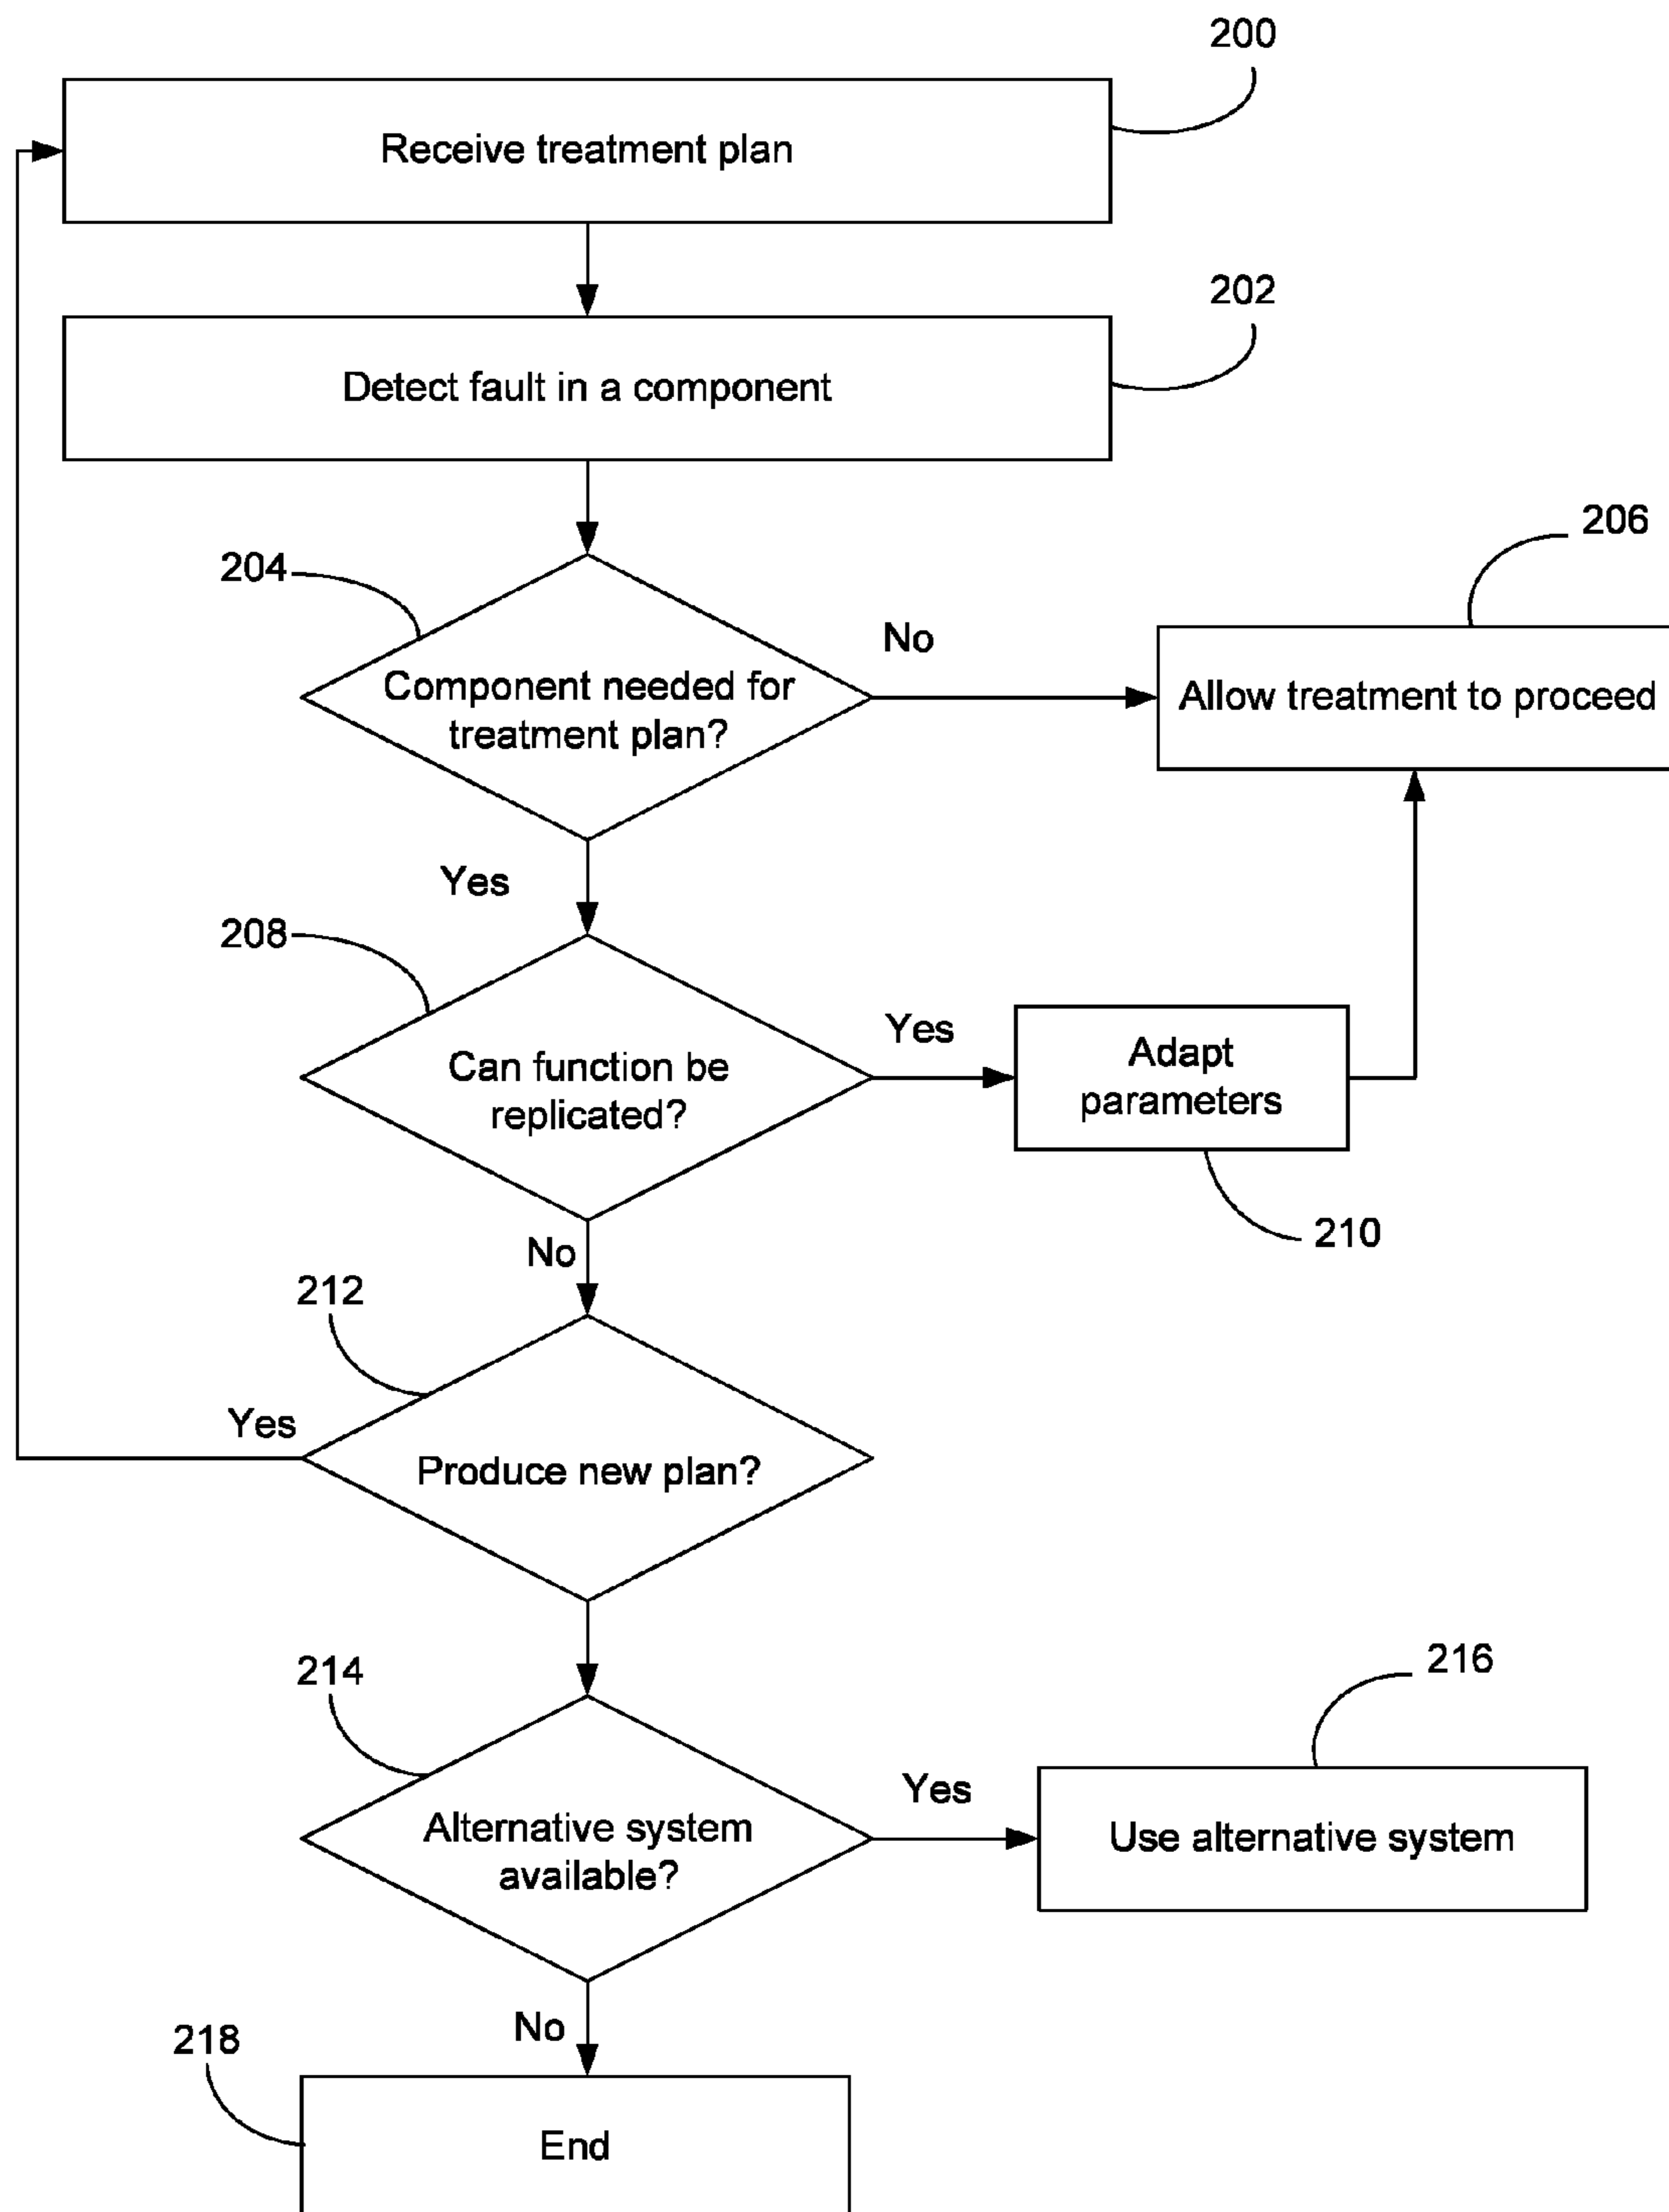 200
Receive treatment plan
202
Detect fault in a component
206
204
No
Component needed for
treatment plan?
Allow treatment to proceed
Yes
208
Yes
Can function be
replicated?
Adapt
parameters
210
No
212
Yes
Produce new plan?
214
216
Yes
Alternative system
available?
Use alternative system
No
218
End